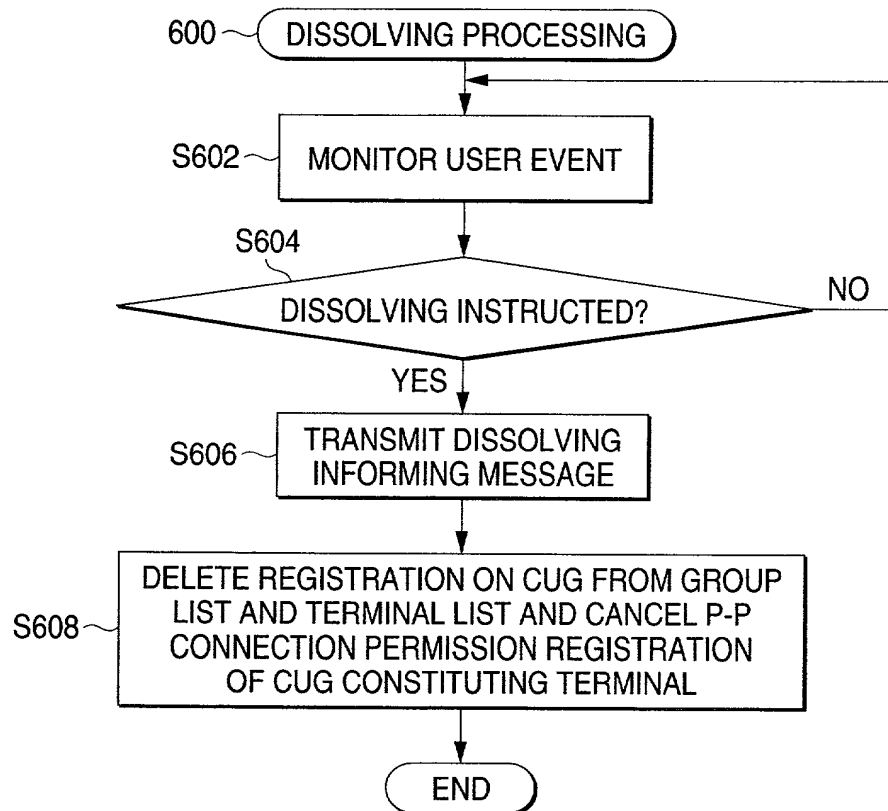 600
DISSOLVING PROCESSING
S602
MONITOR USER EVENT
S604
DISSOLVING INSTRUCTED?
NO
YES
S606
TRANSMIT DISSOLVING
INFORMING MESSAGE
S608
DELETE REGISTRATION ON CUG FROM GROUP
LIST AND TERMINAL LIST AND CANCEL P-P
CONNECTION PERMISSION REGISTRATION
OF CUG CONSTITUTING TERMINAL
END